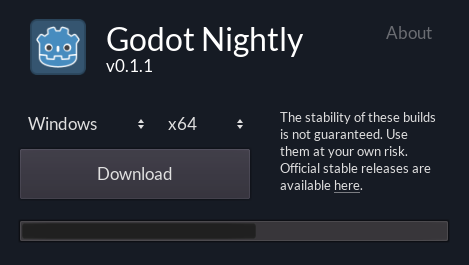 Godot Nightly
v0.1.1
About
Windows
x64
Download
The stability of these builds
is not guaranteed. Use
them at your own risk.
Official stable releases are
available here.